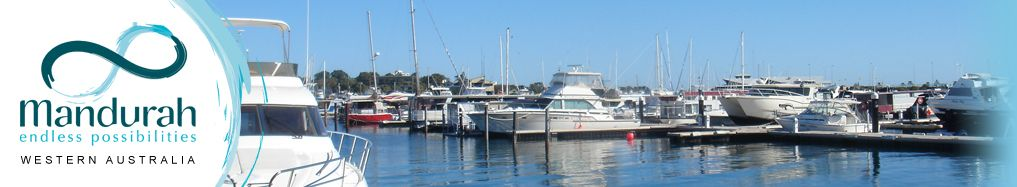 Mandurah
endless possibilities
WESTERN AUSTRALIA